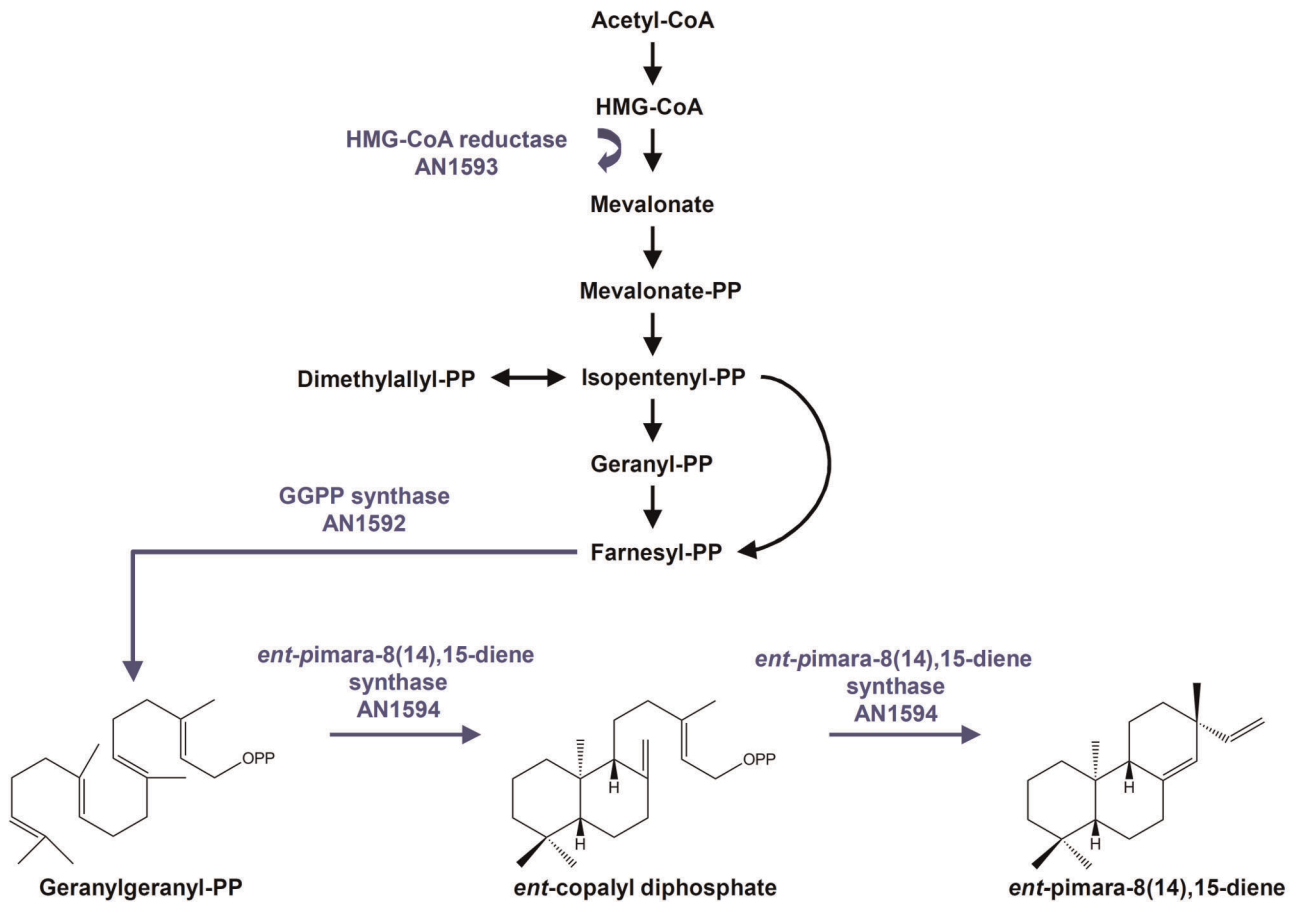 Acetyl-CoA
HMG-CoA
HMG-CoA reductase
AN1593
Mevalonate
Mevalonate-PP
Dimethylallyl-PP
Isopentenyl-PP
Geranyl-PP
GGPP synthase
AN1592
Farnesyl-PP
ent-pimara-8(14),15-diene
synthase
AN1594
ent-pimara-8(14),15-diene
synthase
AN1594
OPP
OPP
H
H
H
H
Geranylgeranyl-PP
ent-copalyl diphosphate
ent-pimara-8(14),15-diene